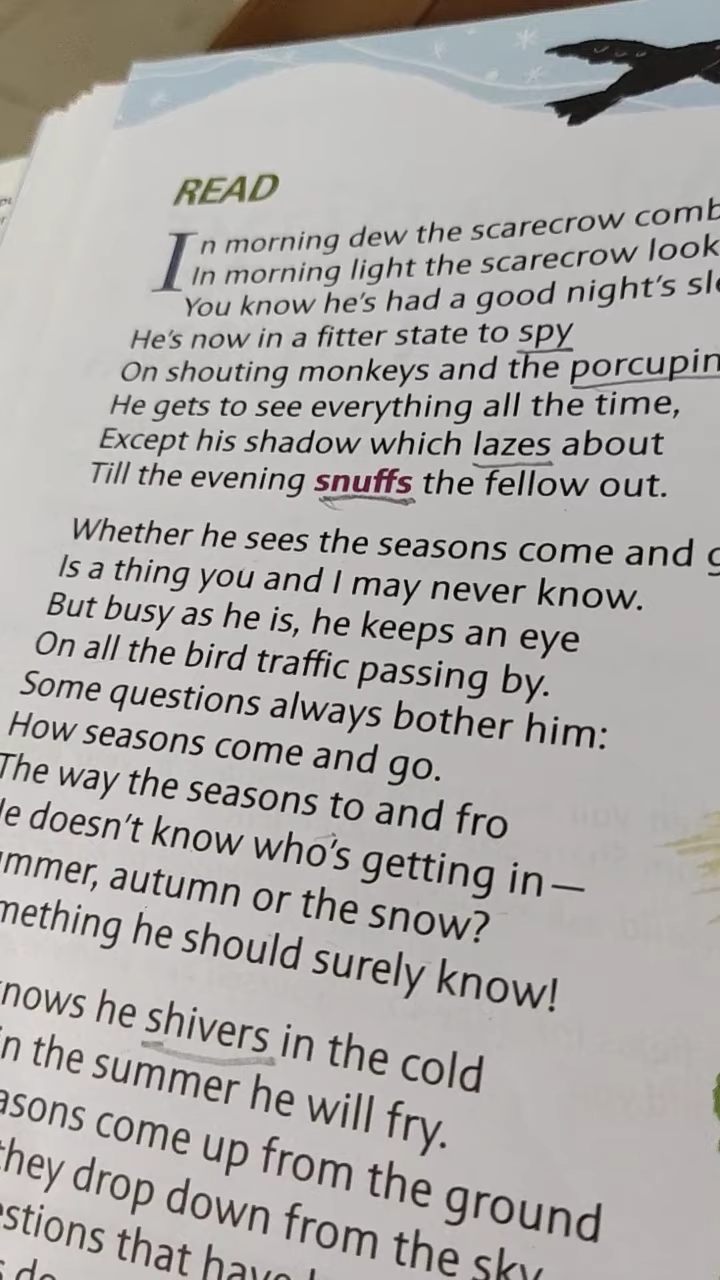 READ
In morning dew the scarecrow comb
In morning light the scarecrow look
You know he's had a good night's
He's now in a fitter state to spy
On shouting monkeys and the porcupin
He gets to see everything all the time,
Except his shadow which lazes about
Till the evening snuffs the fellow out.
Whether he sees the seasons come and
Is a thing you and I may never know.
But busy as he is, he keeps an eye
On all the bird traffic passing by.
Some questions always bother him:
How seasons come and go.
The way the seasons to and fro
doesn't know who's getting in—
mmer, autumn or the snow?
mething he should surely know!
nows he shivers in the cold
in the summer he will fry.
asons come up from the ground
they drop down from the sky
stions that have